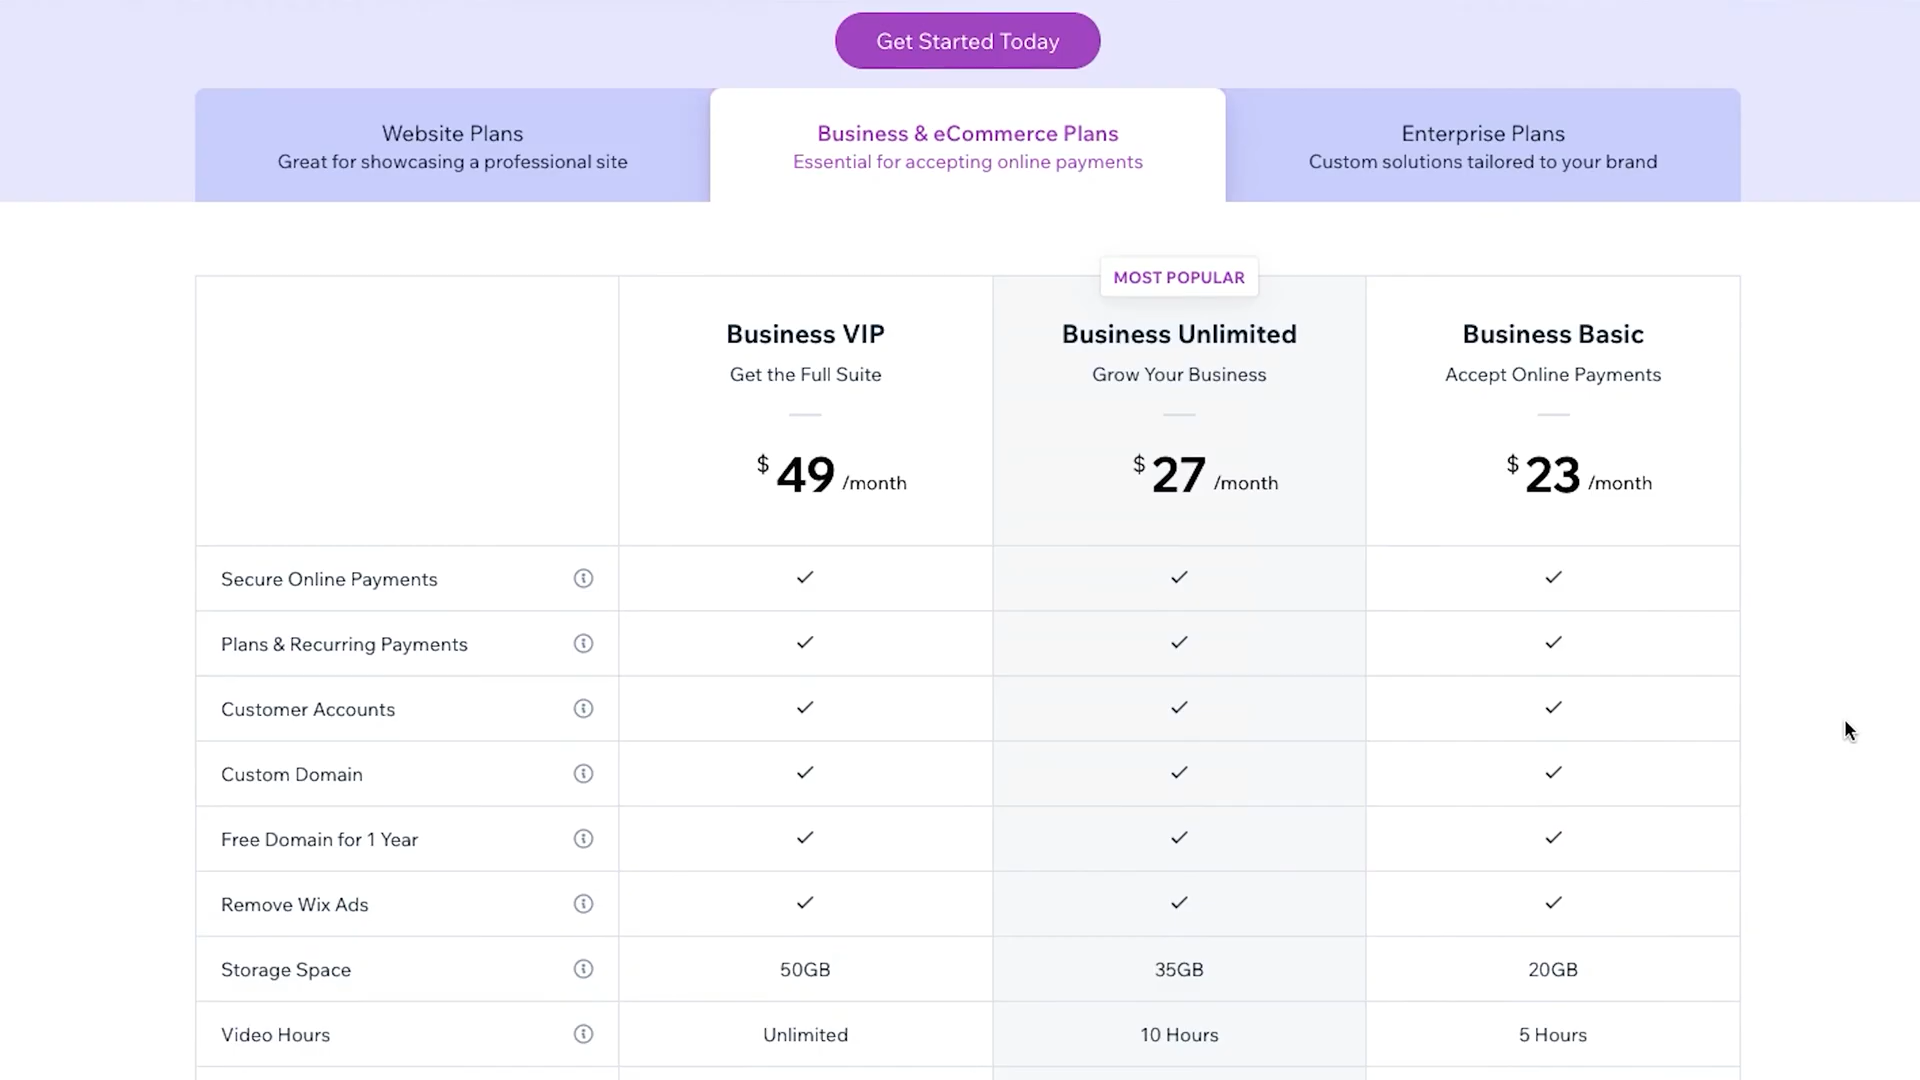 Get Started Today
Website Plans
Great for showcasing a professional site
Business & eCommerce Plans
Essential for accepting online payments
Enterprise Plans
Custom solutions tailored to your brand
MOST POPULAR
Business VIP
Get the Full Suite
$ 49 /month
Business Unlimited
Grow Your Business
$ 27 /month
Business Basic
Accept Online Payments
$ 23 /month
Secure Online Payments
Plans & Recurring Payments
Customer Accounts
Custom Domain
Free Domain for 1 Year
Remove Wix Ads
Storage Space 50GB 35GB 20GB
Video Hours Unlimited 10 Hours 5 Hours